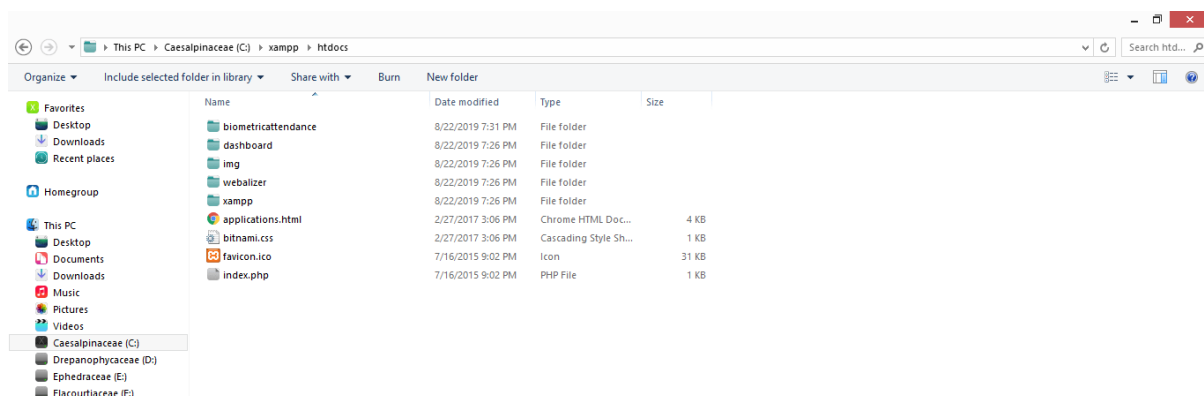 This PC Caesalpinaceae (C:) xampp htdocs Search htd...
Organize Include selected folder in library Share with Burn New folder
Favorites
Desktop
Downloads
Recent places
Homegroup
This PC
Desktop
Documents
Downloads
Music
Pictures
Videos
Caesalpinaceae (C:)
Drepanophycaceae (D:)
Ephedraceae (E:)
Flacourtiaceae (F:)
Name Date modified Type Size
biometricattendance 8/22/2019 7:31 PM File folder
dashboard 8/22/2019 7:26 PM File folder
img 8/22/2019 7:26 PM File folder
webalizer 8/22/2019 7:26 PM File folder
xampp 8/22/2019 7:26 PM File folder
applications.html 2/27/2017 3:06 PM Chrome HTML Doc... 4 KB
bitnami.css 2/27/2017 3:06 PM Cascading Style Sh... 1 KB
favicon.ico 7/16/2015 9:02 PM Icon 31 KB
index.php 7/16/2015 9:02 PM PHP File 1 KB